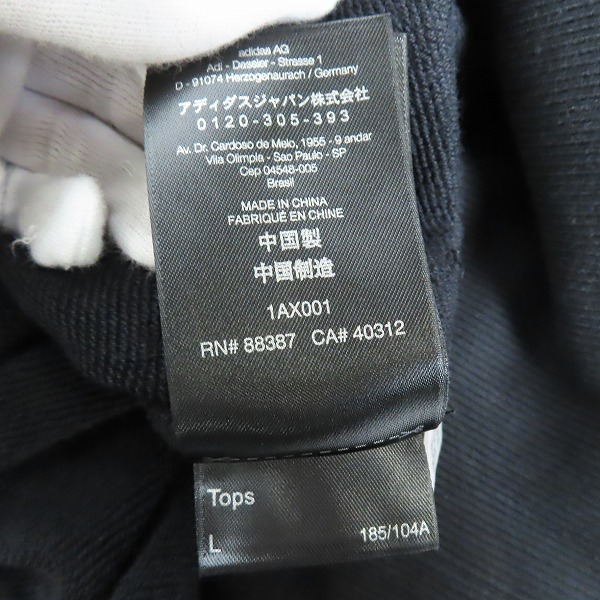 adidas AG
Adi - Dassler - Strasse 1
D - 91074 Herzogenaurach / Germany
アディダスジャパン株式会社
0120-305-393
Av. Dr. Cardoso de Melo, 1955 - 9 andar
Vila Olimpia - Sao Paulo - SP
Cep 04548-005
Brasil
MADE IN CHINA
FABRIQUÉ EN CHINE
中国製
中国制造
1AX001
RN# 88387 CA# 40312
Tops
L 185/104A